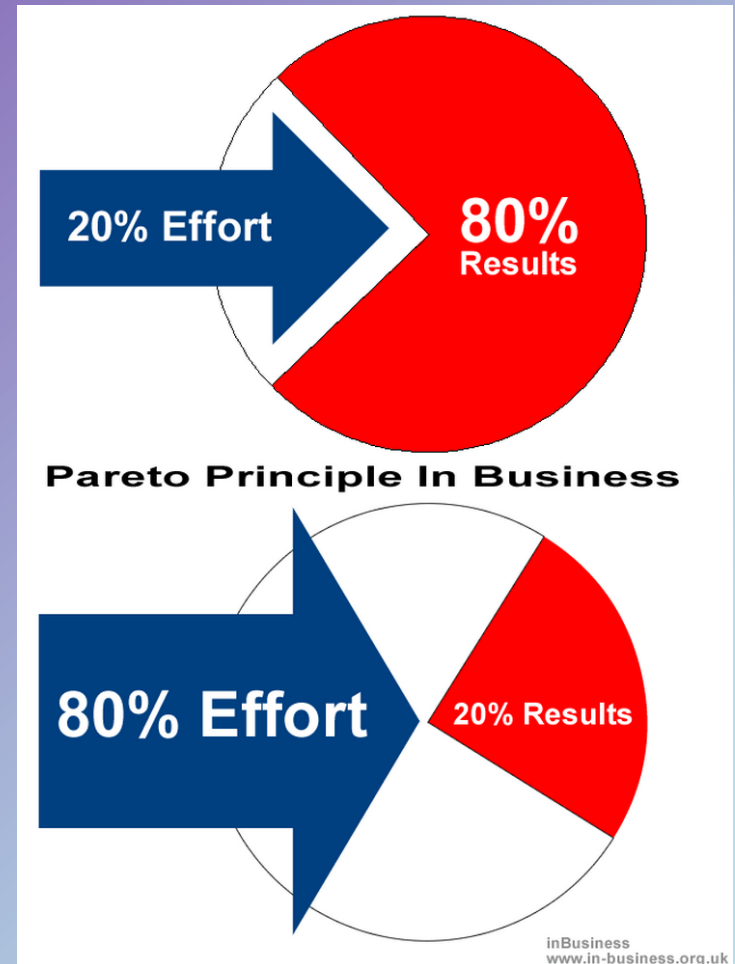 20% Effort
80%
Results
Pareto Principle In Business
80% Effort
20% Results
inBusiness
www.in-business.org.uk